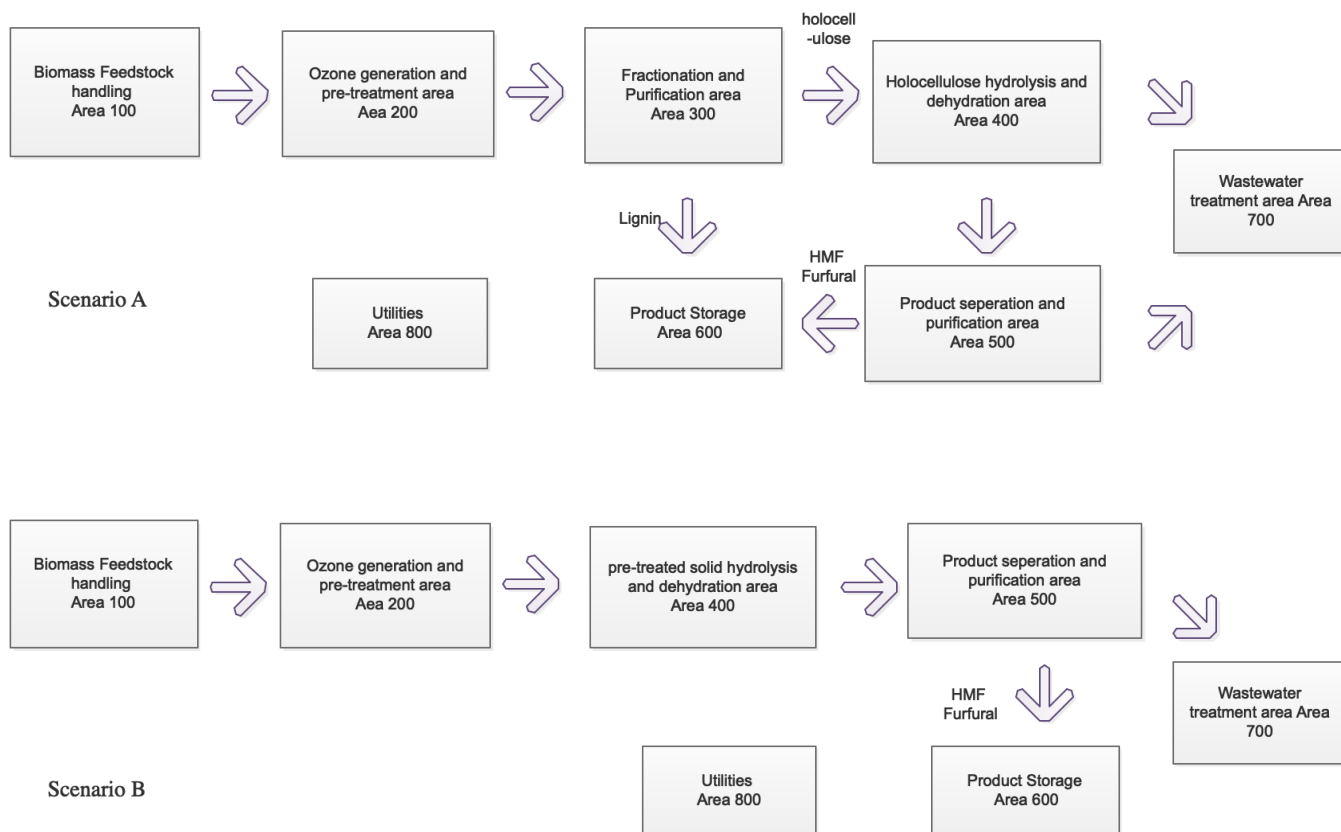 holocell
-ulose
Biomass Feedstock
handling
Area 100
Ozone generation and
pre-treatment area
Aea 200
Fractionation and
Purification area
Area 300
Holocellulose hydrolysis and
dehydration area
Area 400
Wastewater
treatment area Area
700
Lignin
HMF
Furfural
Scenario A
Utilities
Area 800
Product Storage
Area 600
Product seperation and
purification area
Area 500
Biomass Feedstock
handling
Area 100
Ozone generation and
pre-treatment area
Aea 200
pre-treated solid hydrolysis
and dehydration area
Area 400
Product seperation and
purification area
Area 500
HMF
Furfural
Wastewater
treatment area Area
700
Scenario B
Utilities
Area 800
Product Storage
Area 600